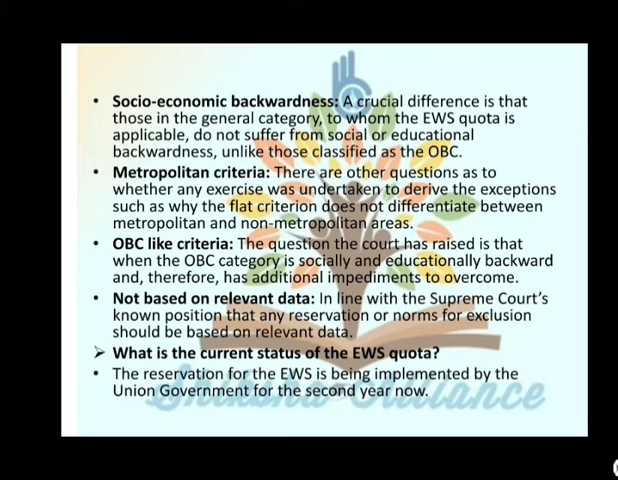 • Socio-economic backwardness: A crucial difference is that
those in the general category, to whom the EWS quota is
applicable, do not suffer from social or educational
backwardness, unlike those classified as the OBC.
• Metropolitan criteria: There are other questions as to
whether any exercise was undertaken to derive the exceptions
such as why the flat criterion does not differentiate between
metropolitan and non-metropolitan areas.
• OBC like criteria: The question the court has raised is that
when the OBC category is socially and educationally backward
and, therefore, has additional impediments to overcome.
• Not based on relevant data: In line with the Supreme Court's
known position that any reservation or norms for exclusion
should be based on relevant data.
➢ What is the current status of the EWS quota?
• The reservation for the EWS is being implemented by the
Union Government for the second year now.